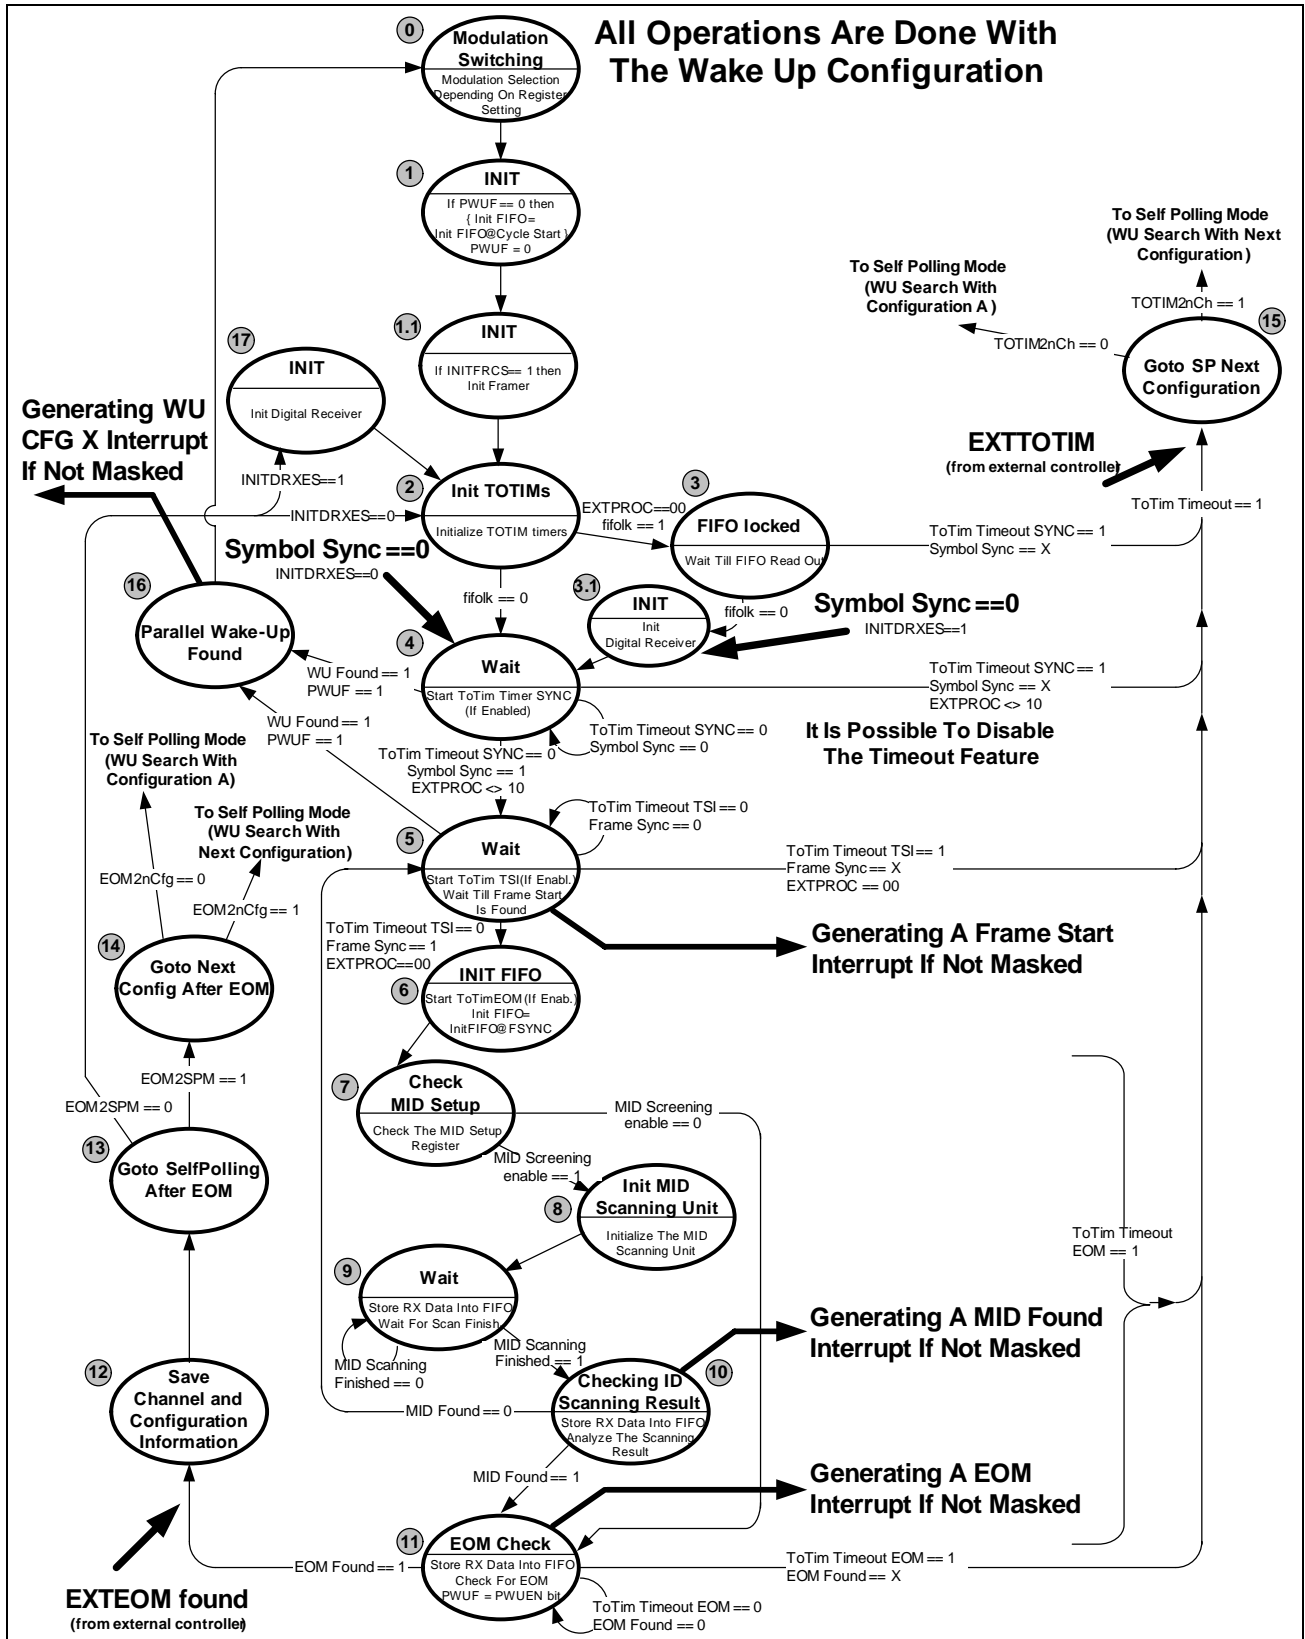 All Operations Are Done With
The Wake Up Configuration
0
Modulation
Switching
Modulation Selection
Depending On Register
Setting
1
INIT
If PWUF == 0 then
{ Init FIFO=
Init FIFO@Cycle Start }
PWUF = 0
1.1
INIT
If INITFRCS== 1 then
Init Framer
17
INIT
Init Digital Receiver
To Self Polling Mode
(WU Search With Next
Configuration)
To Self Polling Mode
(WU Search With
Configuration A)
TOTIM2nCh == 1
TOTIM2nCh == 0
15
Goto SP Next
Configuration
Generating WU
CFG X Interrupt
If Not Masked
EXTTOTIM
(from external controller)
INITDRXES==1
INITDRXES==0
2
Init TOTIMs
Initialize TOTIM timers
EXTPROC==00
fifolk == 1
3
FIFO locked
Wait Till FIFO Read Out
ToTim Timeout == 1
ToTim Timeout SYNC == 1
Symbol Sync == X
Symbol Sync ==0
INITDRXES==0
fifolk == 0
3.1
INIT
Init
Digital Receiver
fifolk == 0
Symbol Sync ==0
INITDRXES==1
16
Parallel Wake-Up
Found
WU Found == 1
PWUF == 1
4
Wait
Start ToTim Timer SYNC
(If Enabled)
ToTim Timeout SYNC == 1
Symbol Sync == X
EXTPROC <> 10
WU Found == 1
PWUF == 1
ToTim Timeout SYNC == 0
Symbol Sync == 0
It Is Possible To Disable
The Timeout Feature
To Self Polling Mode
(WU Search With
Configuration A)
ToTim Timeout SYNC == 0
Symbol Sync == 1
EXTPROC <> 10
To Self Polling Mode
(WU Search With
Next Configuration)
ToTim Timeout TSI == 0
Frame Sync == 0
5
Wait
Start ToTim TSI(If Enabl.)
Wait Till Frame Start
Is Found
ToTim Timeout TSI == 1
Frame Sync == X
EXTPROC == 00
EOM2nCfg == 0
EOM2nCfg == 1
ToTim Timeout TSI == 0
Frame Sync == 1
EXTPROC==00
Generating A Frame Start
Interrupt If Not Masked
14
Goto Next
Config After EOM
6
INIT FIFO
Start ToTimEOM(If Enab.)
Init FIFO=
InitFIFO@FSYNC
EOM2SPM == 1
EOM2SPM == 0
7
Check
MID Setup
Check The MID Setup
Register
MID Screening
enable == 0
MID Screening
enable == 1
13
Goto SelfPolling
After EOM
8
Init MID
Scanning Unit
Initialize The MID
Scanning Unit
ToTim Timeout
EOM == 1
9
Wait
Store RX Data Into FIFO
Wait For Scan Finish
MID Scanning
Finished == 0
MID Scanning
Finished == 1
Generating A MID Found
Interrupt If Not Masked
10
Checking ID
Scanning Result
Store RX Data Into FIFO
Analyze The Scanning
Result
12
Save
Channel and
Configuration
Information
MID Found == 0
MID Found == 1
Generating A EOM
Interrupt If Not Masked
11
EOM Check
Store RX Data Into FIFO
Check For EOM
PWUF = PWUEN bit
EOM Found == 1
ToTim Timeout EOM == 1
EOM Found == X
ToTim Timeout EOM == 0
EOM Found == 0
EXTEOM found
(from external controller)